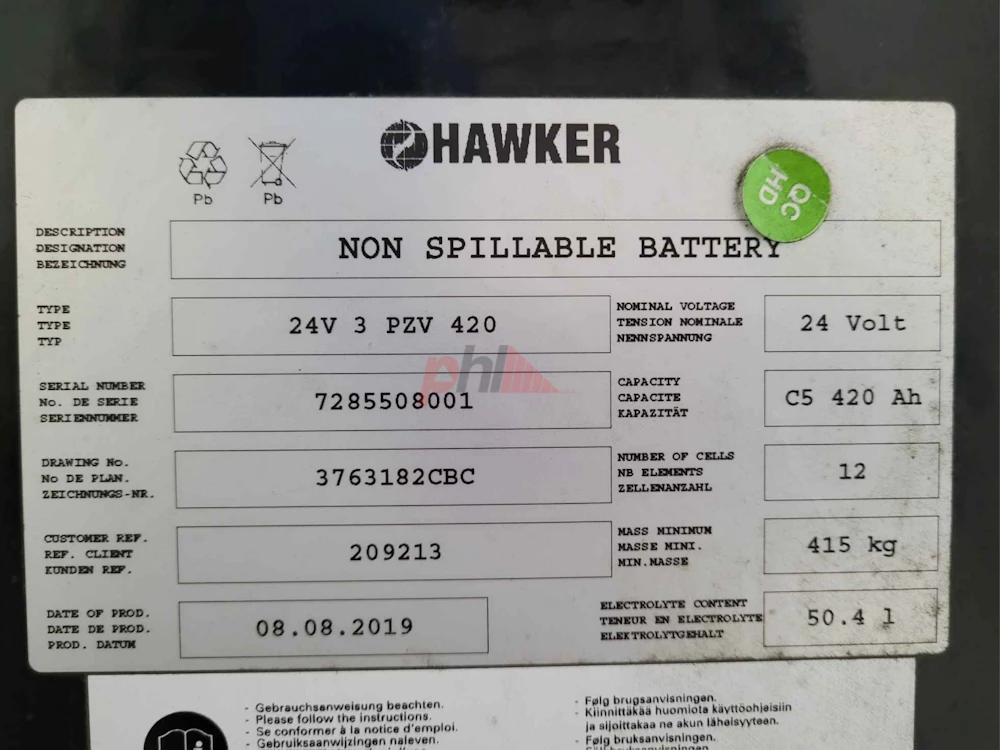 HAWKER
Pb
Pb
QC
HD
DESCRIPTION
DESIGNATION
BEZEICHNUNG
NON SPILLABLE BATTERY
TYPE
TYPE
TYP
24V 3 PZV 420
NOMINAL VOLTAGE
TENSION NOMINALE
NENNSPANNUNG
24 Volt
SERIAL NUMBER
No. DE SERIE
SERIENNUMMER
7285508001
phl
CAPACITY
CAPACITE
KAPAZITÄT
C5 420 Ah
DRAWING No.
No DE PLAN.
ZEICHNUNGS-NR.
3763182CBC
NUMBER OF CELLS
NB ELEMENTS
ZELLENANZAHL
12
CUSTOMER REF.
REF. CLIENT
KUNDEN REF.
209213
MASS MINIMUM
MASSE MINI.
MIN.MASSE
415 kg
DATE OF PROD.
DATE DE PROD.
PROD. DATUM
08.08.2019
ELECTROLYTE CONTENT
TENEUR EN ELECTROLYTE
ELEKTROLYTGEHALT
50.4 l
- Gebrauchsanweisung beachten.
- Please follow the instructions.
- Se conformer à la notice d'emploi.
- Gebruiksaanwijzingen naleven.
- Følg brugsanvisningen.
Kiinnittäkää huomiota käyttöohjeisiin
ja sijoittakaa ne akun läheisyyteen.
- Følg bruksanvisningen.